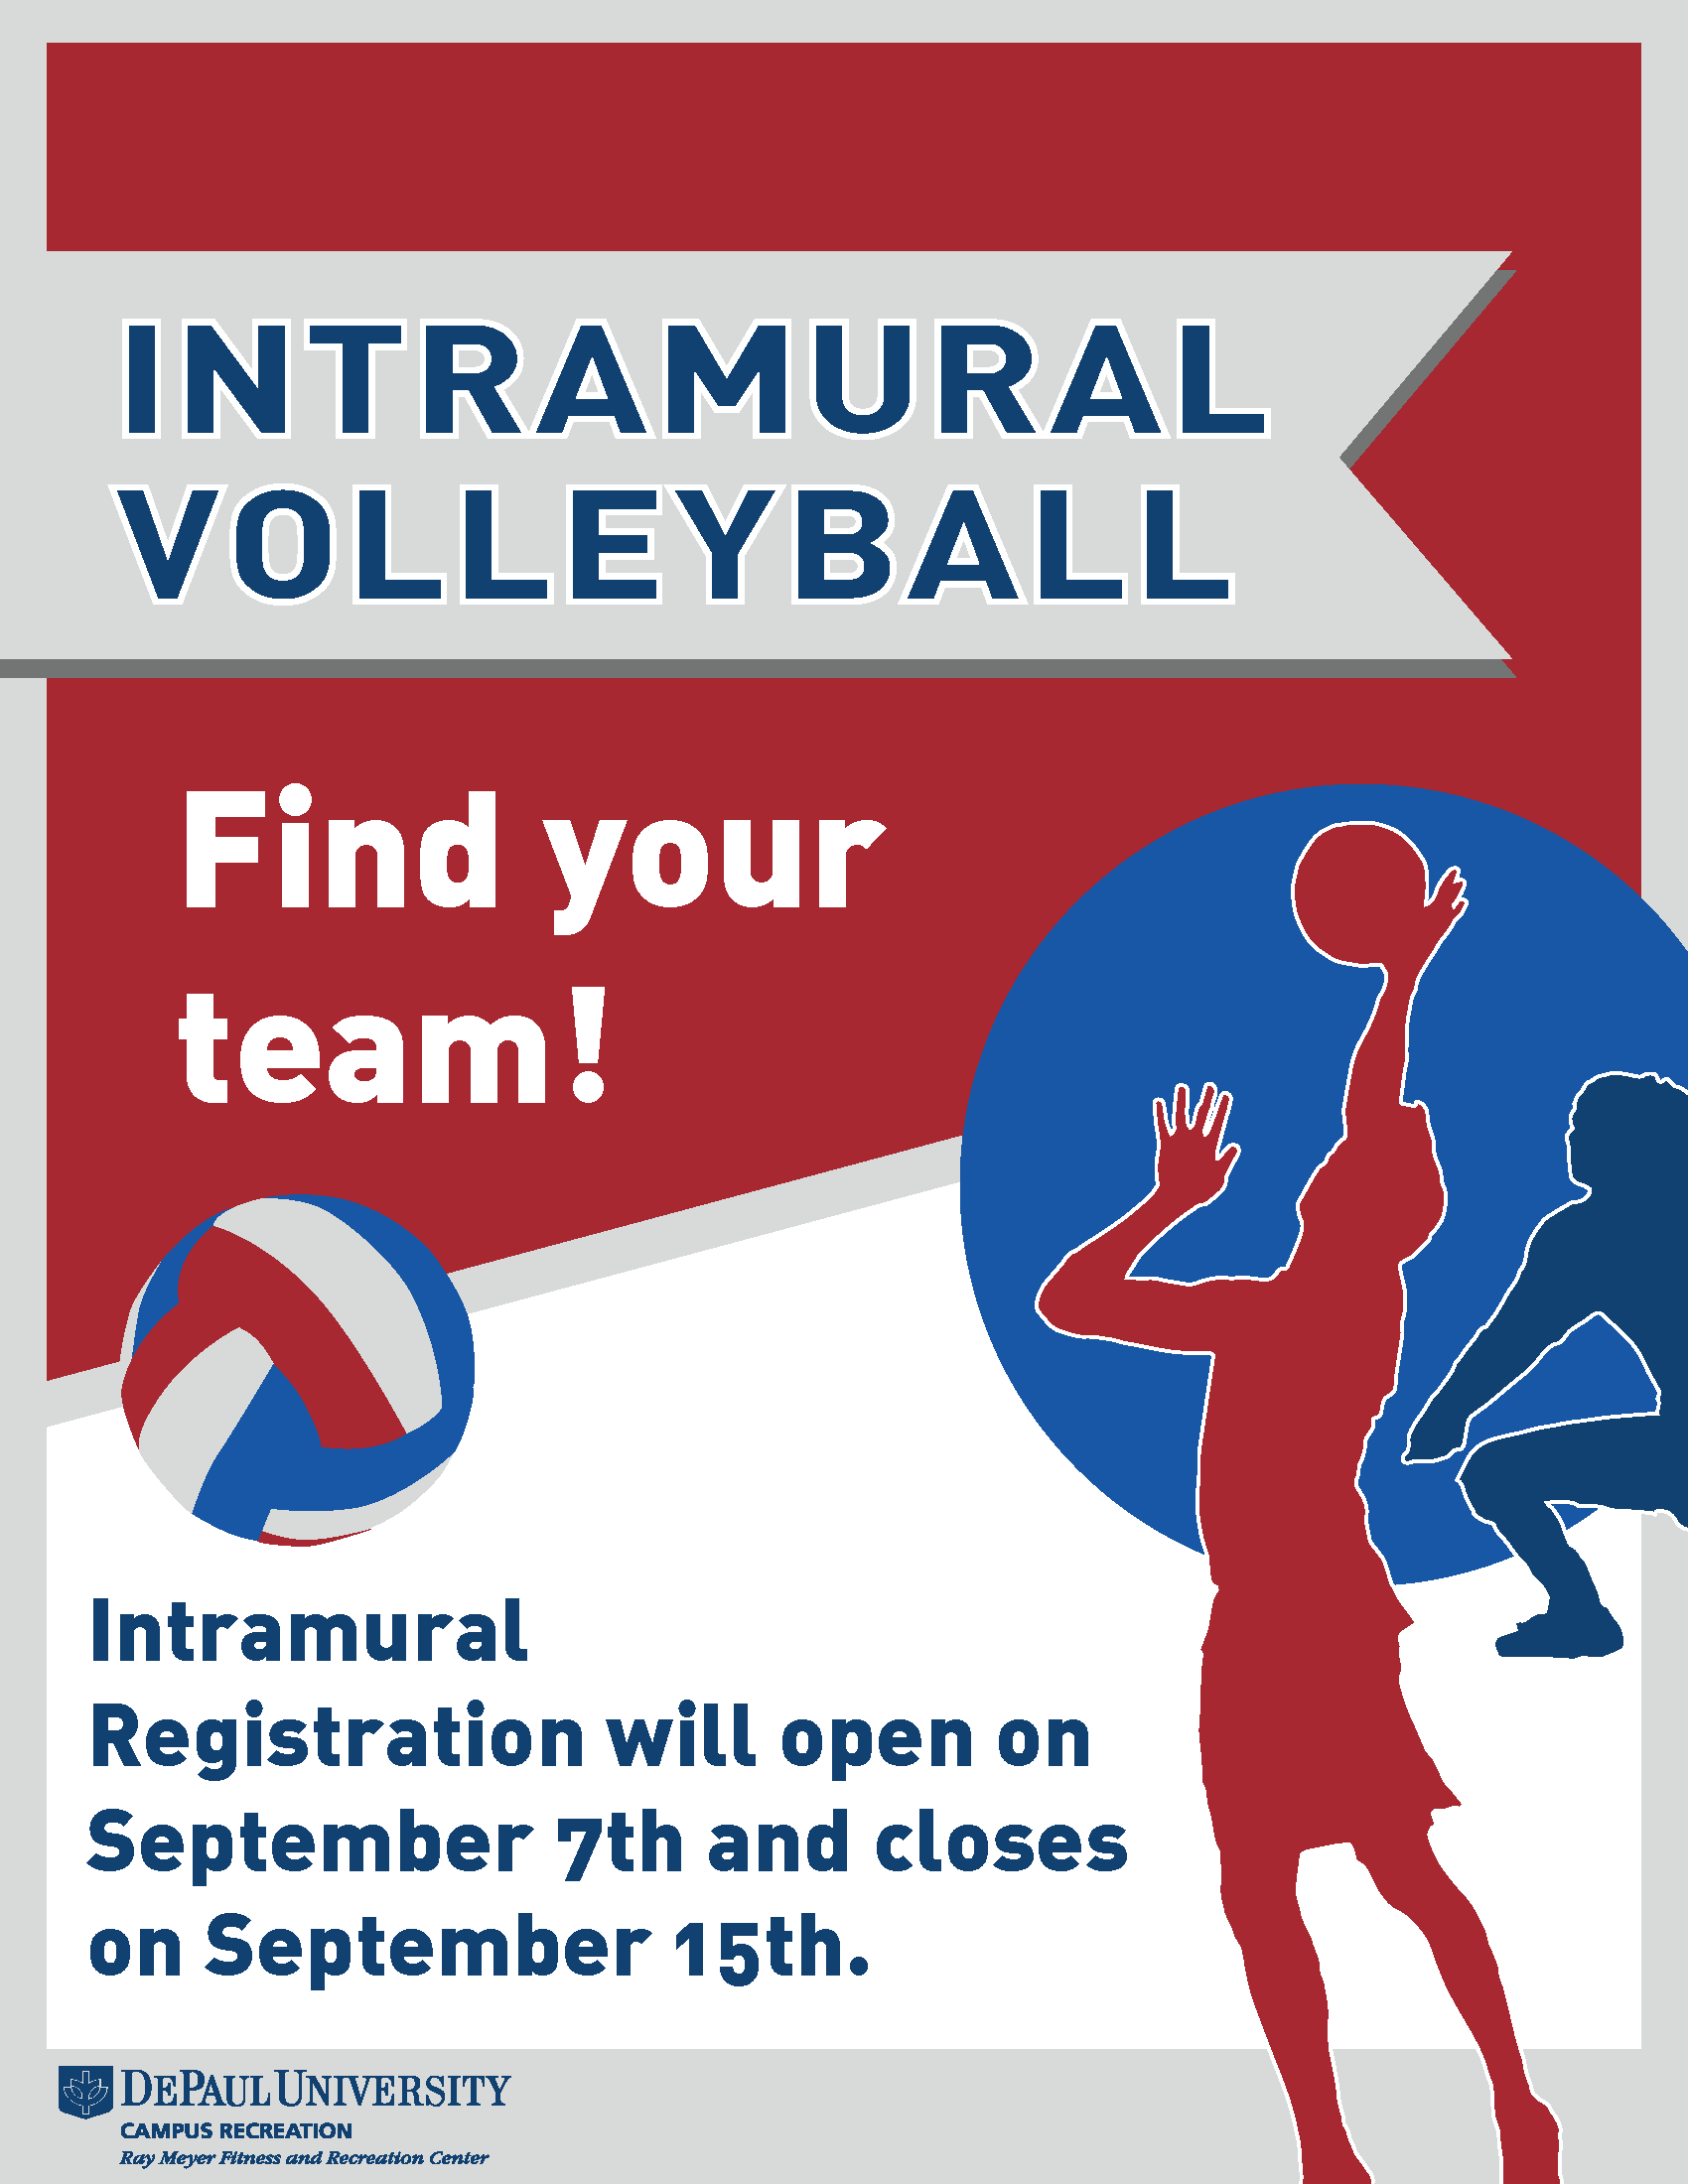 INTRAMURAL
VOLLEYBALL
Find your
team!
Intramural
Registration will open on
September 7th and closes
on September 15th.
DEPAUL UNIVERSITY
CAMPUS RECREATION
Ray Meyer Fitness and Recreation Center